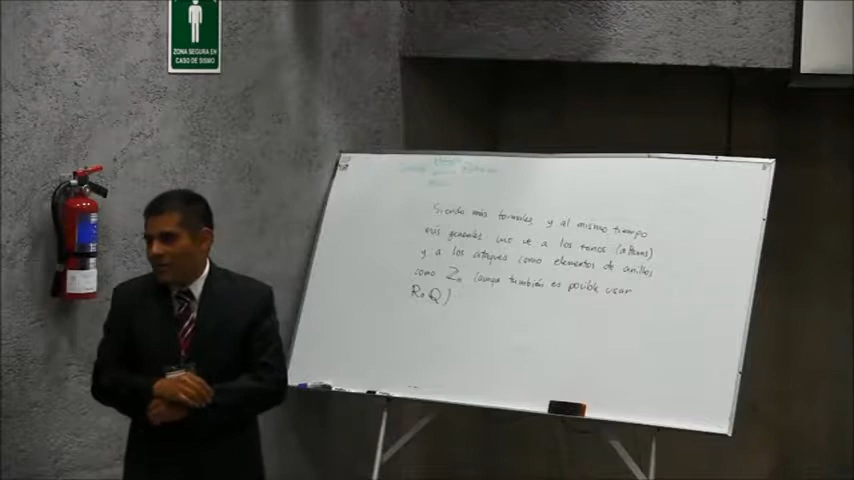 ZONA SEGURA
EN CASO DE SISMO
Siendo más formales, y al mismo tiempo
más generales, uno ve a los tonos (alturas)
y a los ataques como elementos de anillos
como Zn (aunque también es posible usar
R o Q)